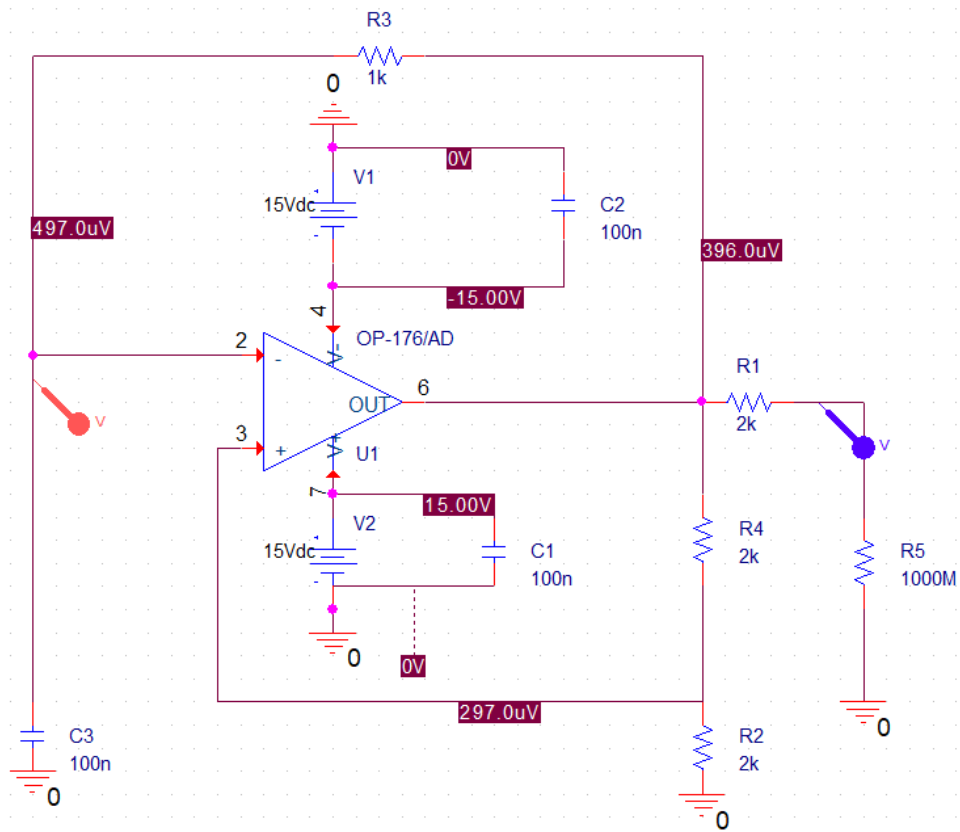 R3
1k
0
0V
V1
15Vdc
-
C2
100n
497.0uV
396.0uV
-15.00V
4
OP-176/AD
2
-
V-
R1
2k
V
6
OUT
V
3
+
V+
U1
7
15.00V
V2
15Vdc
-
C1
100n
R4
2k
R5
1000M
0
0V
297.0uV
C3
100n
0
R2
2k
0
0